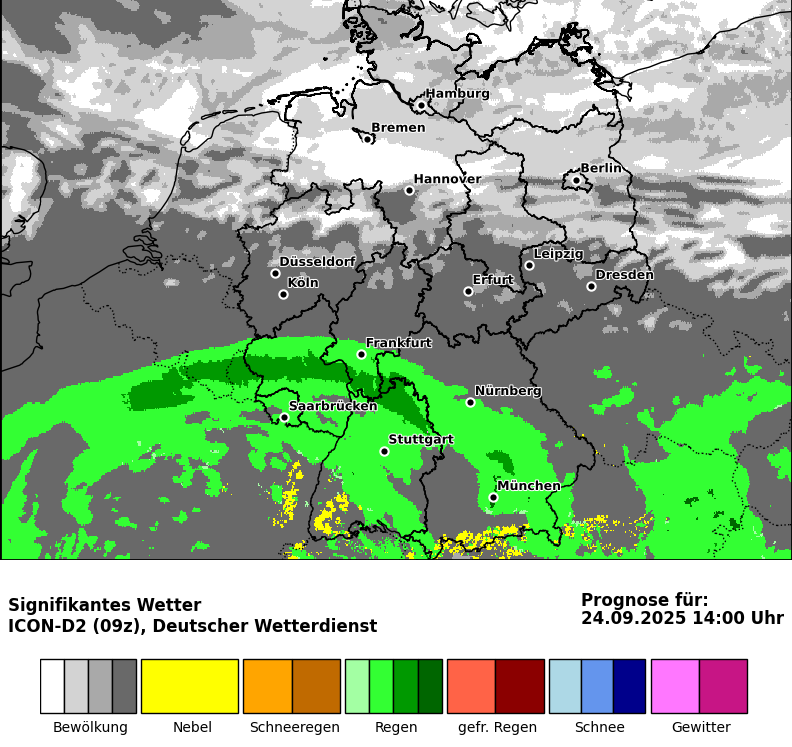 Hamburg
Bremen
Berlin
Hannover
Leipzig
Düsseldorf
Dresden
Köln
Erfurt
Frankfurt
Nürnberg
Saarbrücken
Stuttgart
München
Signifikantes Wetter
ICON-D2 (09z), Deutscher Wetterdienst
Prognose für:
24.09.2025 14:00 Uhr
Bewölkung Nebel Schneeregen Regen gefr. Regen Schnee Gewitter